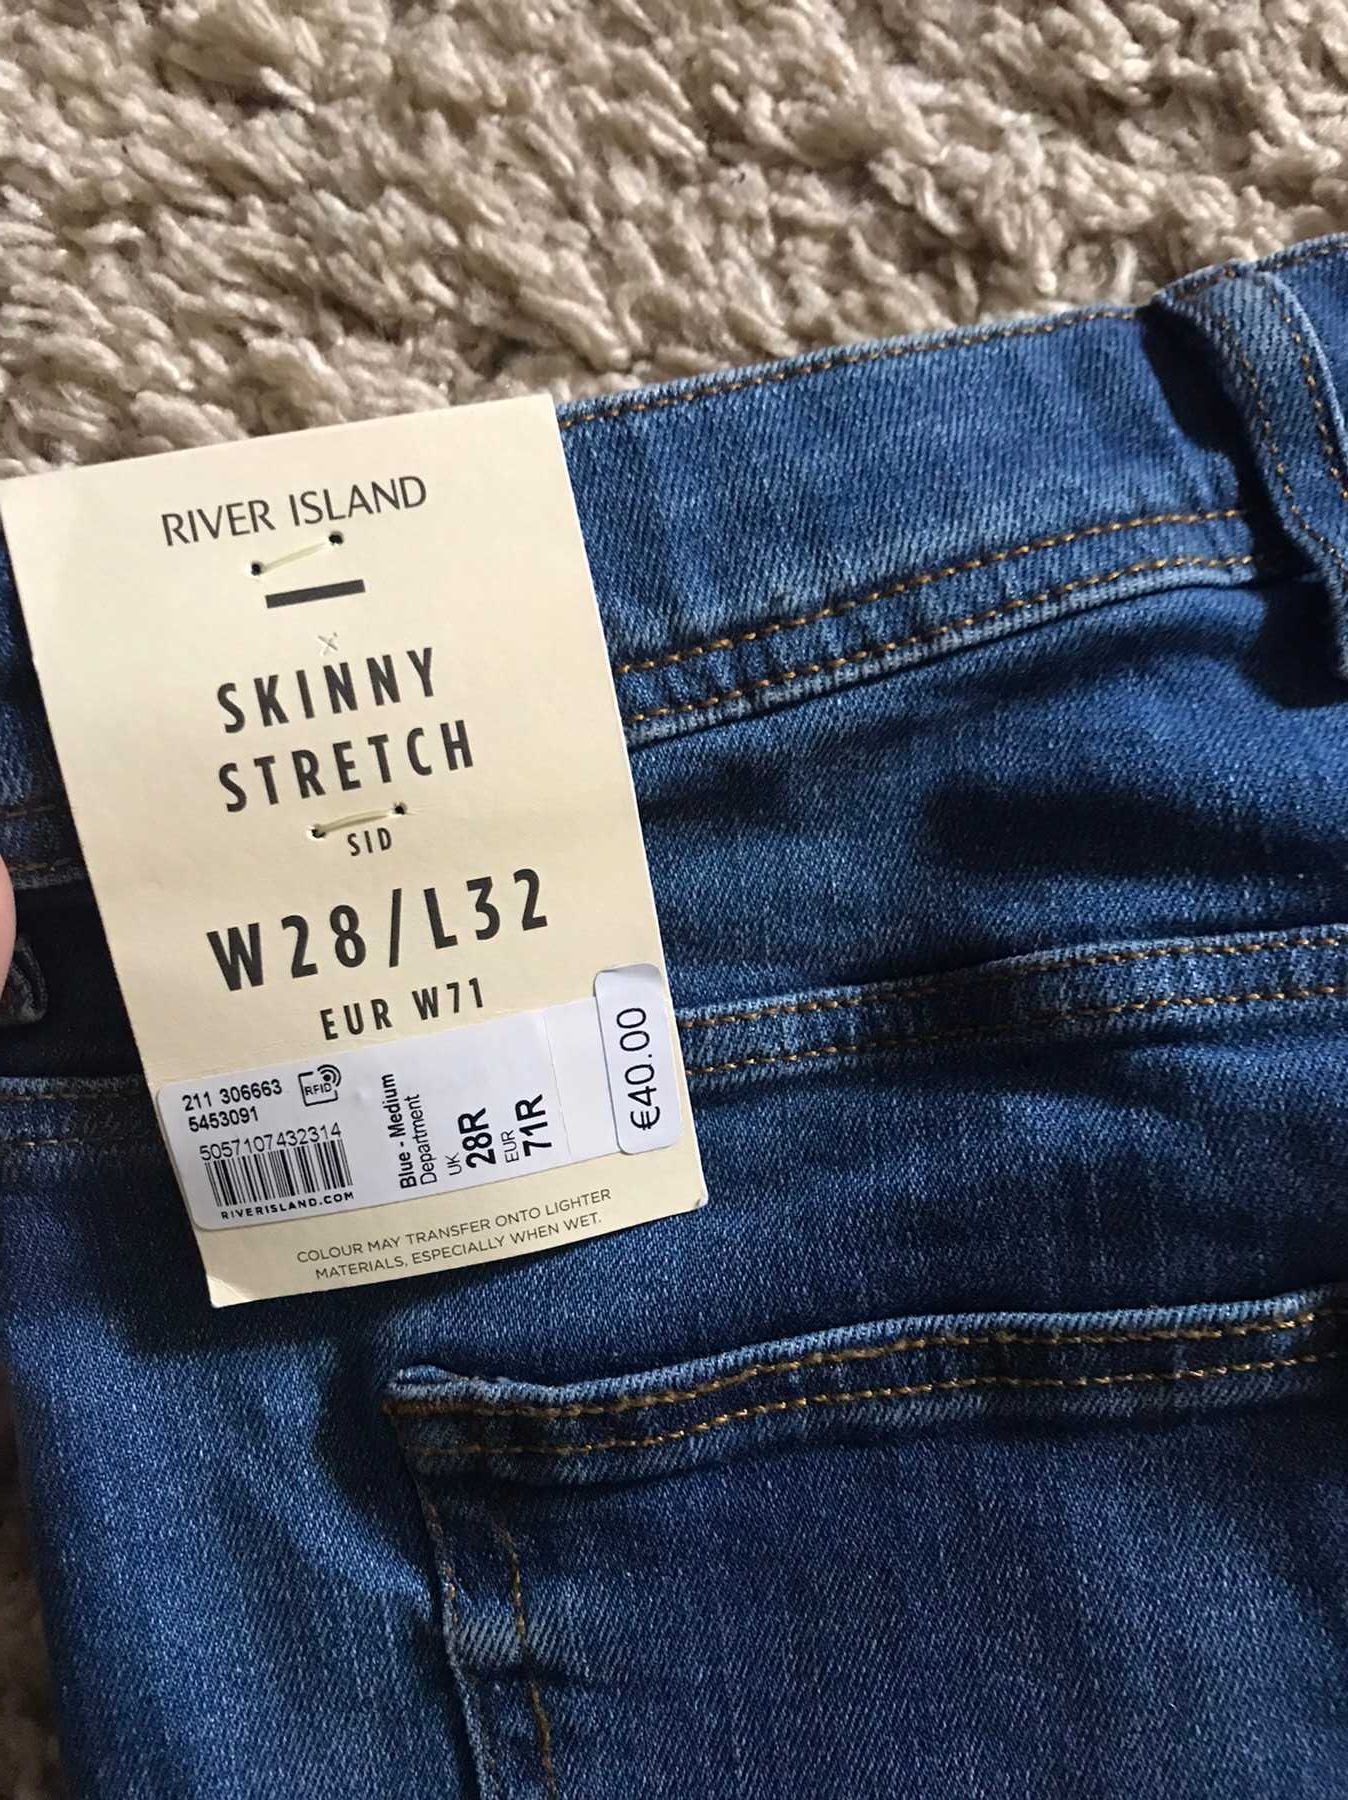 RIVER ISLAND
SKINNY
STRETCH
SID
W28/L32
EUR W71
211 306663
5453091
RFID
5057107432314
RIVERISLAND.COM
Blue - Medium
Department
UK
28R
EUR
71R
€40.00
COLOUR MAY TRANSFER ONTO LIGHTER
MATERIALS, ESPECIALLY WHEN WET.